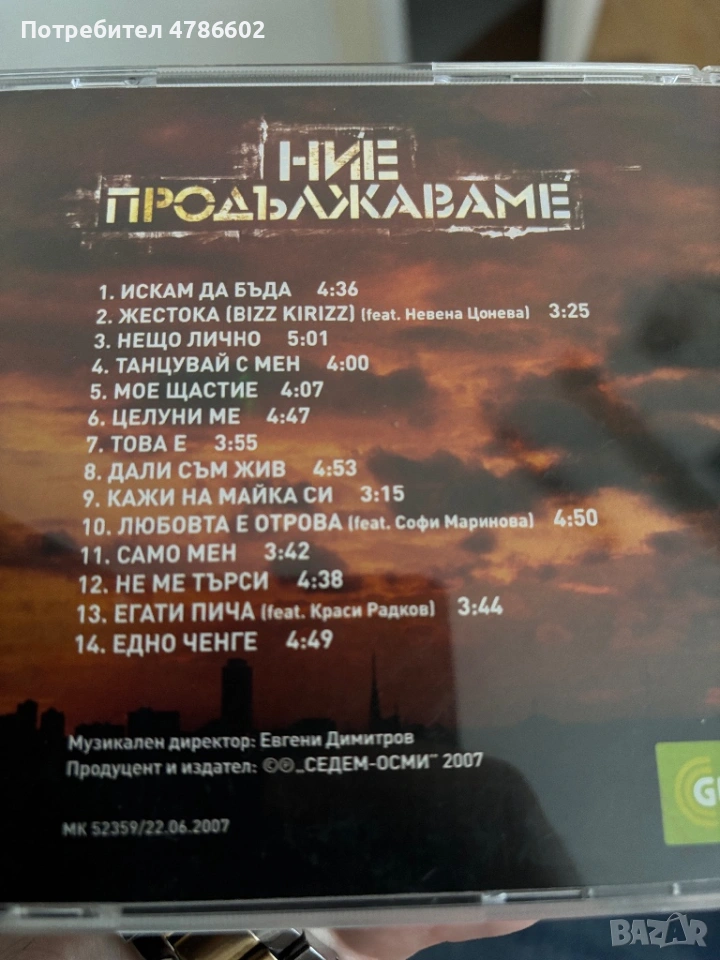 Потребител 4786602
НИЕ
ПРОДЪЛЖАВАМЕ
1. ИСКАМ ДА БЪДА 4:36
2. ЖЕСТОКА (BIZZ KIRIZZ) (feat. Невена Цонева) 3:25
3. НЕЩО ЛИЧНО 5:01
4. ТАНЦУВАЙ С МЕН 4:00
5. МОЕ ЩАСТИЕ 4:07
6. ЦЕЛУНИ МЕ 4:47
7. ТОВА Е 3:55
8. ДАЛИ СЪМ ЖИВ 4:53
9. КАЖИ НА МАЙКА СИ 3:15
10. ЛЮБОВТА Е ОТРОВА (feat. Софи Маринова) 4:50
11. САМО МЕН 3:42
12. НЕ МЕ ТЪРСИ 4:38
13. ЕГАТИ ПИЧА (feat. Краси Радков) 3:44
14. ЕДНО ЧЕНГЕ 4:49
Музикален директор: Евгени Димитров
Продуцент и издател: ©℗„СЕДЕМ-ОСМИ" 2007
МК 52359/22.06.2007
BAZAR